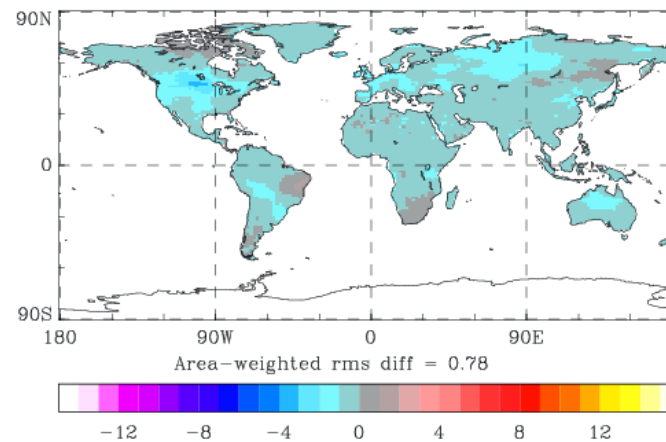 90N
0
90S
180 90W 0 90E
Area-weighted rms diff = 0.78
-12 -8 -4 0 4 8 12